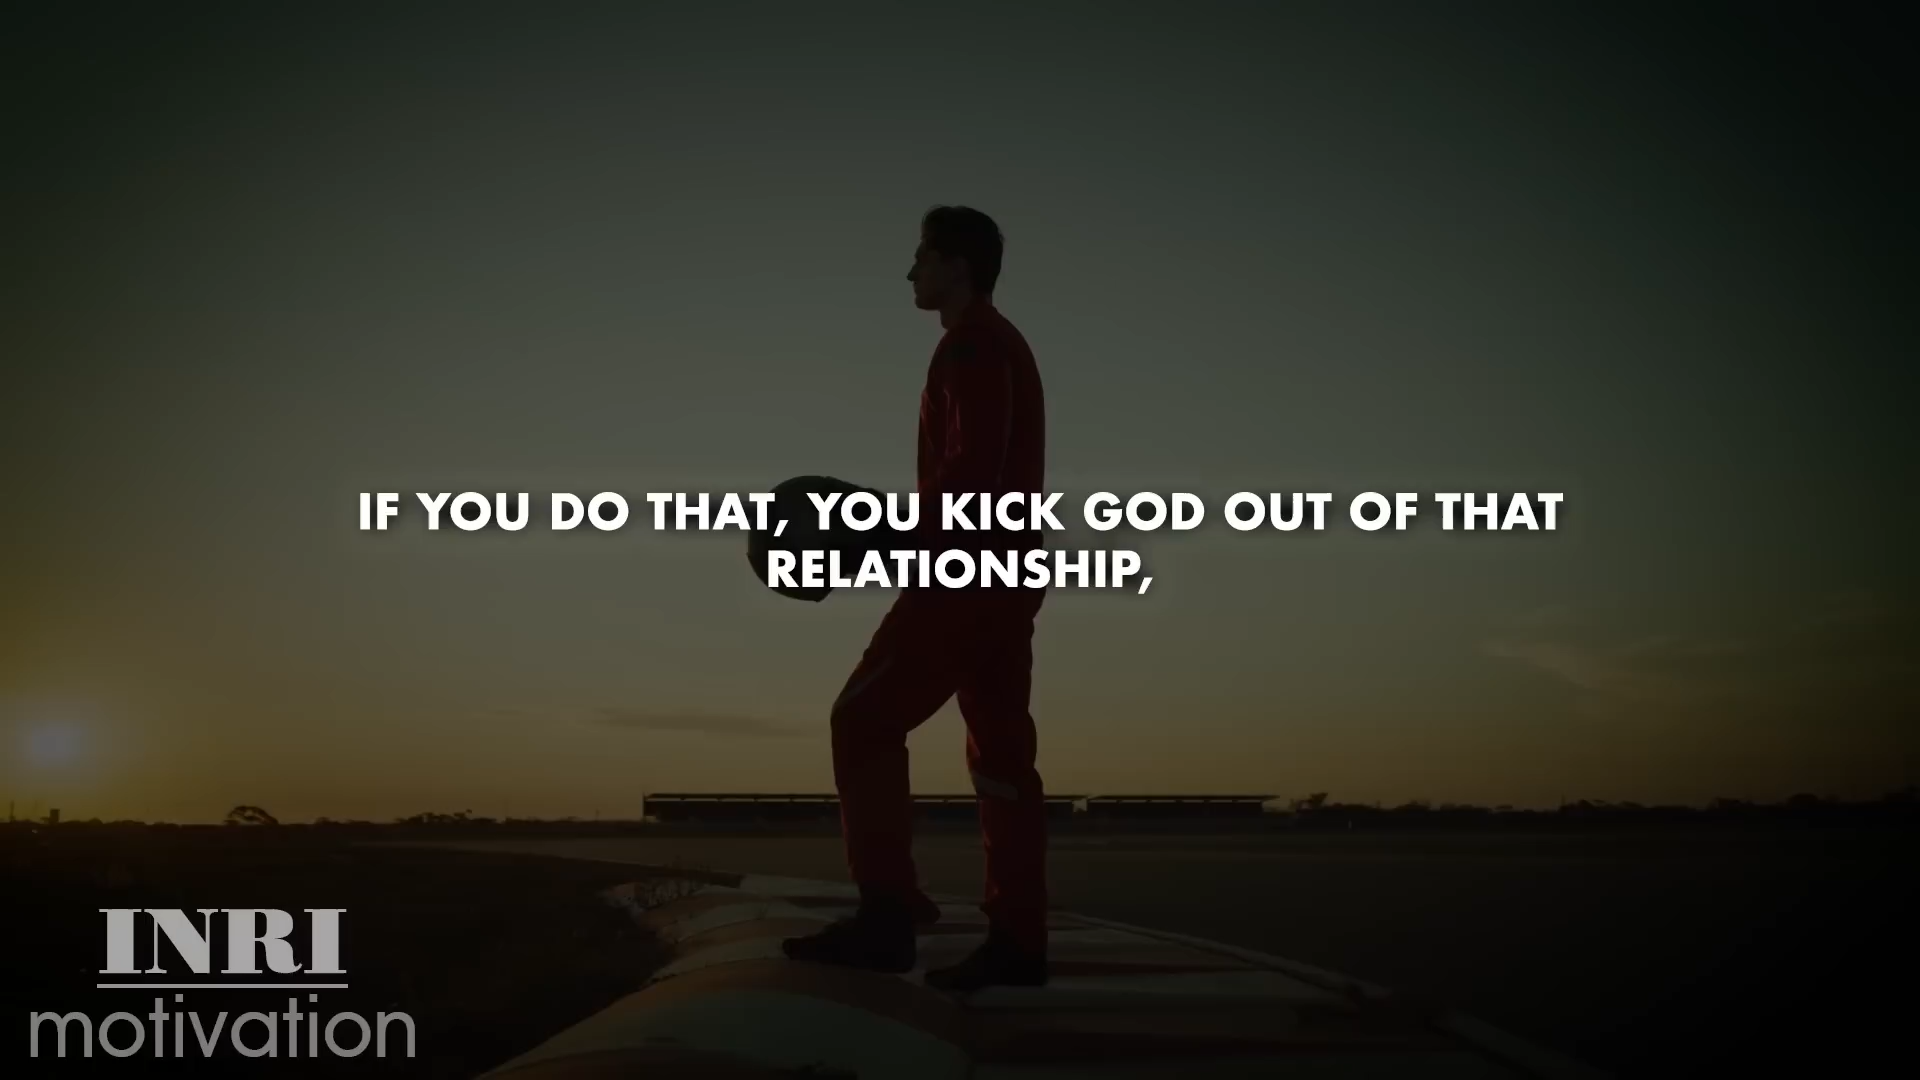 IF YOU DO THAT, YOU KICK GOD OUT OF THAT
RELATIONSHIP,
INRI
motivation